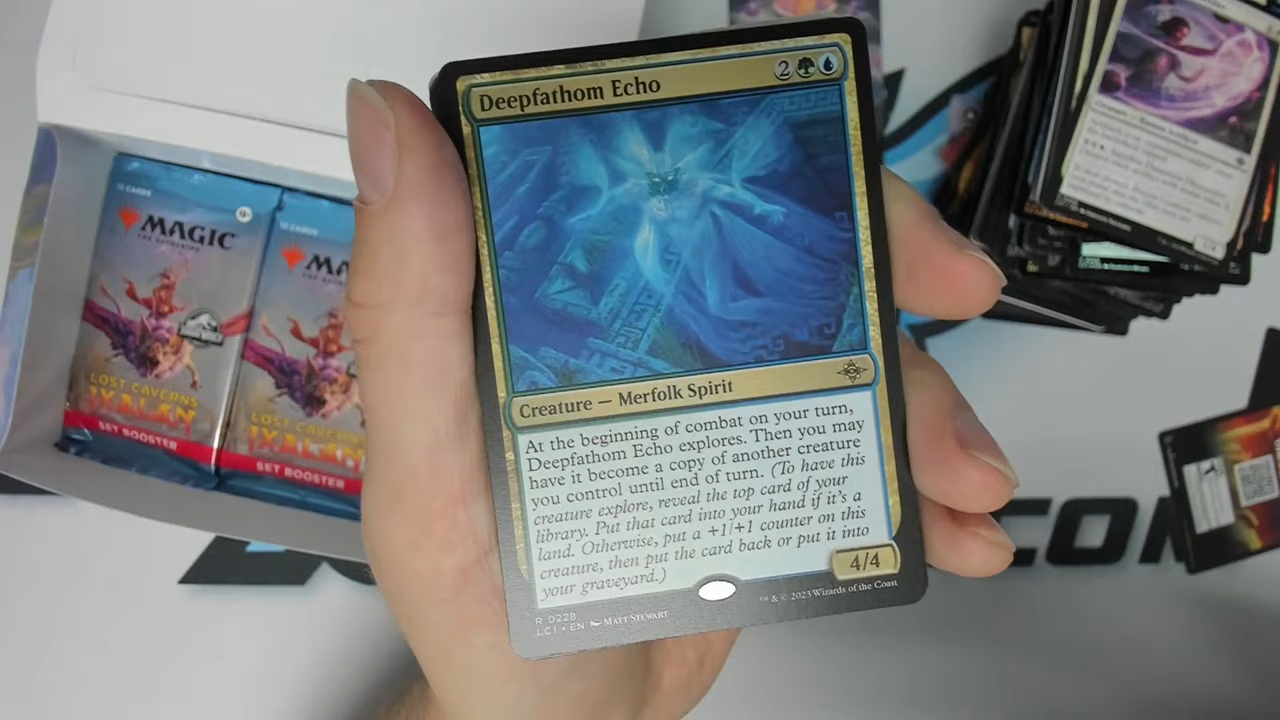 Deepfathom Echo
2
Creature — Merfolk Spirit
At the beginning of combat on your turn,
Deepfathom Echo explores. Then you may
have it become a copy of another creature
you control until end of turn. (To have this
creature explore, reveal the top card of your
library. Put that card into your hand if it's a
land. Otherwise, put a +1/+1 counter on this
creature, then put the card back or put it into
your graveyard.)
4/4
R 0228
LCI • EN MATT STEWART
™ & © 2023 Wizards of the Coast
12 CARDS
MAGIC
THE GATHERING
LOST CAVERNS
IXALAN
SET BOOSTER
12 CARDS
MA
LOST CAVERNS
IXALAN
SET BOOSTER
.COM